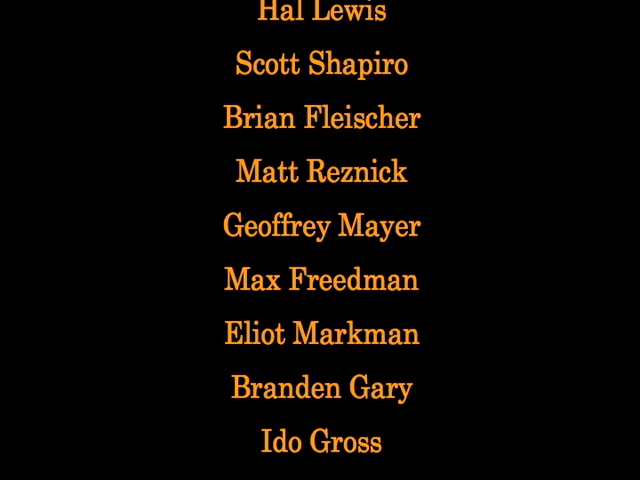 Hal Lewis
Scott Shapiro
Brian Fleischer
Matt Reznick
Geoffrey Mayer
Max Freedman
Eliot Markman
Branden Gary
Ido Gross